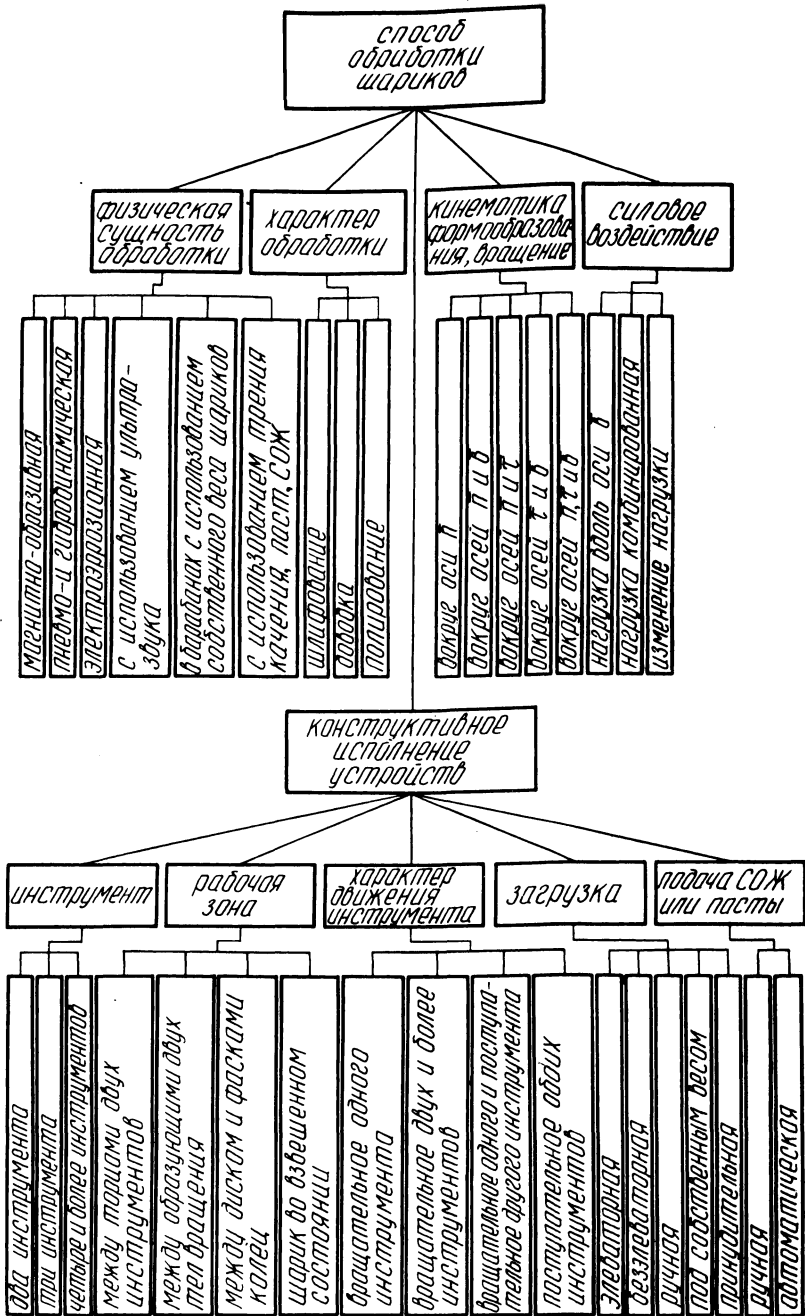 способ
обработки
шариков
физическая
сущность
обработки
характер
обработки
кинематика
формообразова
ния, вращение
силовое
воздействие
магнитно-образивная
пневмо-и гидродинамическая
электроэрозионная
с использованием ультра-
звука
в барабанах с использованием
собственного веса шариков
с использованием трения
качения, паст, СОЖ
шлифование
доводка
полирование
вокруг оси n̄
вокруг осей n̄ и b̄
вокруг осей n̄ и τ̄
вокруг осей τ̄ и b̄
вокруг осей n̄, τ̄ и b̄
нагрузка вдоль оси b̄
нагрузка комбинированная
изменение нагрузки
конструктивное
исполнение
устройств
инструмент
рабочая
зона
характер
движения
инструмента
загрузка
подача СОЖ
или пасты
два инструмента
три инструмента
четыре и более инструментов
между торцами двух
инструментов
между образующими двух
тел вращения
между диском и фасками
колец
шарик во взвешенном
состоянии
вращательное одного
инструмента
вращательное двух и более
инструментов
вращательное одного и поступа-
тельное другого инструмента
поступательное обоих
инструментов
элеваторная
безэлеваторная
ручная
под собственным весом
принудительная
ручная
автоматическая